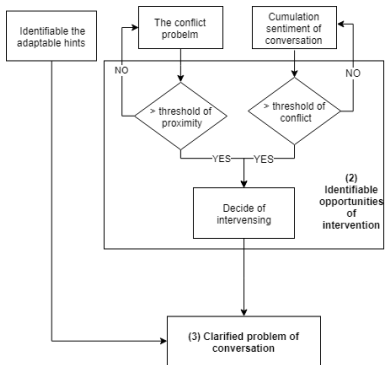 Identifiable the
adaptable hints
The conflict
probelm
Cumulation
sentiment of
conversation
NO
NO
> threshold of
proximity
> threshold of
conflict
YES
YES
(2)
Identifiable
opportunities
of
intervention
Decide of
intervensing
(3) Clarified problem of
conversation